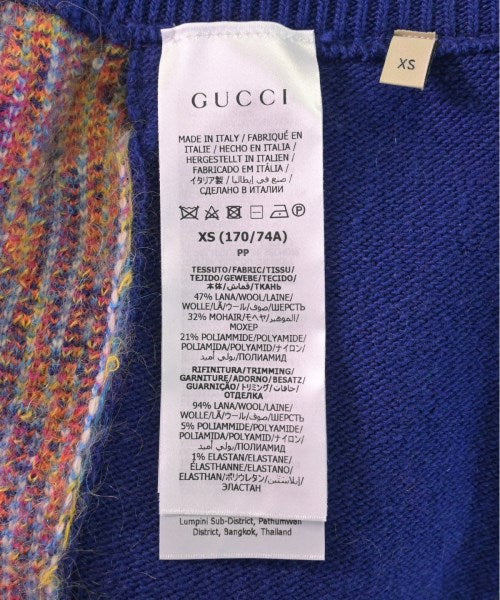 GUCCI
XS
MADE IN ITALY / FABRIQUÉ EN
ITALIE / HECHO EN ITALIA /
HERGESTELLT IN ITALIEN /
FABRICADO EM ITÁLIA /
イタリア製 / صنع في إيطاليا /
СДЕЛАНО В ИТАЛИИ
P
XS (170/74A)
PP
TESSUTO/FABRIC/TISSU/
TEJIDO/GEWEBE/TECIDO/
本体/قماش/ТКАНЬ
47% LANA/WOOL/LAINE/
WOLLE/LÃ/ウール/صوف/ШЕРСТЬ
32% MOHAIR/モヘヤ/الموهير/
МОХЕР
21% POLIAMMIDE/POLYAMIDE/
POLIAMIDA/POLYAMID/ナイロン/
بولي أميد/ПОЛИАМИД
RIFINITURA/TRIMMING/
GARNITURE/ADORNO/BESATZ/
GUARNIÇÃO/トリミング/حافات/
ОТДЕЛКА
94% LANA/WOOL/LAINE/
WOLLE/LÃ/ウール/صوف/ШЕРСТЬ
5% POLIAMMIDE/POLYAMIDE/
POLIAMIDA/POLYAMID/ナイロン/
بولي أميد/ПОЛИАМИД
1% ELASTAN/ELASTANE/
ÉLASTHANNE/ELASTANO/
ELASTHAN/ポリウレタン/إيلاستين/
ЭЛАСТАН
Lumpini Sub-District, Pathumwan
District, Bangkok, Thailand